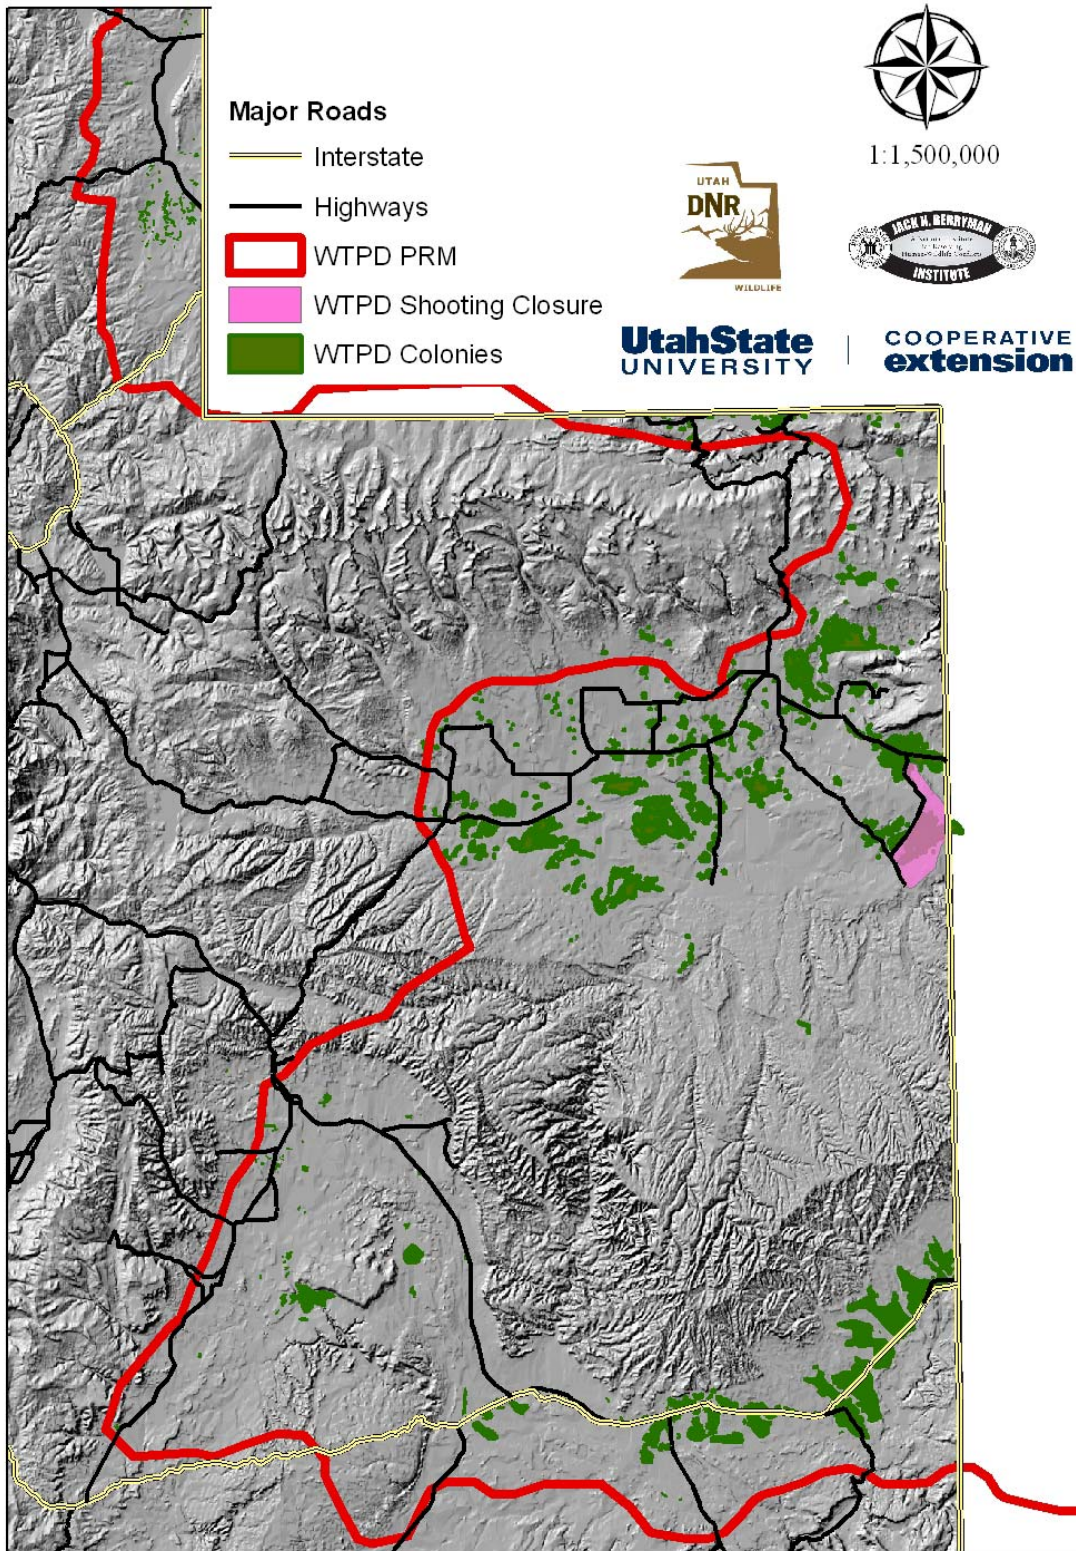 Major Roads
Interstate
Highways
WTPD PRM
WTPD Shooting Closure
WTPD Colonies
1:1,500,000
UTAH
DNR
WILDLIFE
JACK H. BERRYMAN
INSTITUTE
UtahState
UNIVERSITY
COOPERATIVE
extension